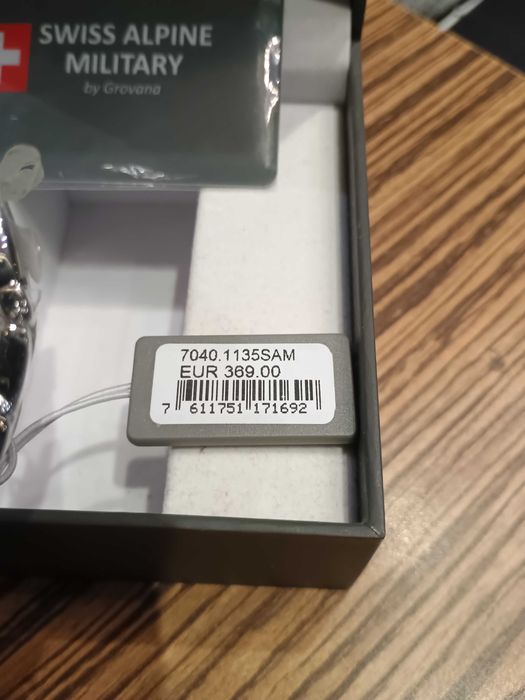 SWISS ALPINE
MILITARY
by Grovana
7040.1135SAM
EUR 369.00
7 611751 171692